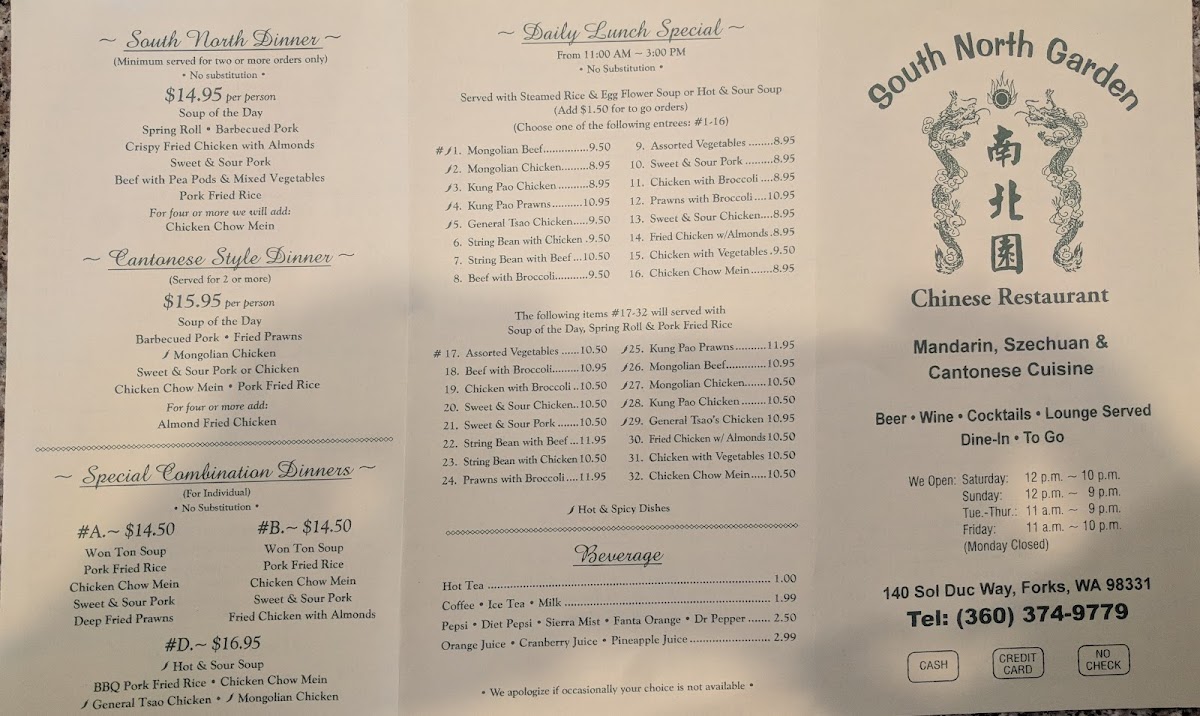 ~ South North Dinner ~
(Minimum served for two or more orders only)
• No substitution •
$14.95 per person
Soup of the Day
Spring Roll • Barbecued Pork
Crispy Fried Chicken with Almonds
Sweet & Sour Pork
Beef with Pea Pods & Mixed Vegetables
Pork Fried Rice
For four or more we will add:
Chicken Chow Mein
~ Cantonese Style Dinner ~
(Served for 2 or more)
$15.95 per person
Soup of the Day
Barbecued Pork • Fried Prawns
Mongolian Chicken
Sweet & Sour Pork or Chicken
Chicken Chow Mein • Pork Fried Rice
For four or more add:
Almond Fried Chicken
~ Special Combination Dinners ~
(For Individual)
• No Substitution •
#A.~ $14.50
Won Ton Soup
Pork Fried Rice
Chicken Chow Mein
Sweet & Sour Pork
Deep Fried Prawns
#B.~ $14.50
Won Ton Soup
Pork Fried Rice
Chicken Chow Mein
Sweet & Sour Pork
Fried Chicken with Almonds
#D.~ $16.95
Hot & Sour Soup
BBQ Pork Fried Rice • Chicken Chow Mein
General Tsao Chicken • Mongolian Chicken
~ Daily Lunch Special ~
From 11:00 AM ~ 3:00 PM
• No Substitution •
Served with Steamed Rice & Egg Flower Soup or Hot & Sour Soup
(Add $1.50 for to go orders)
(Choose one of the following entrees: #1-16)
# 1. Mongolian Beef...............9.50
2. Mongolian Chicken.........8.95
3. Kung Pao Chicken..........8.95
4. Kung Pao Prawns..........10.95
5. General Tsao Chicken.....9.50
6. String Bean with Chicken .9.50
7. String Bean with Beef ...10.50
8. Beef with Broccoli..........9.50
9. Assorted Vegetables ........8.95
10. Sweet & Sour Pork ........8.95
11. Chicken with Broccoli ....8.95
12. Prawns with Broccoli....10.95
13. Sweet & Sour Chicken....8.95
14. Fried Chicken w/Almonds .8.95
15. Chicken with Vegetables .9.50
16. Chicken Chow Mein.......8.95
The following items #17-32 will served with
Soup of the Day, Spring Roll & Pork Fried Rice
# 17. Assorted Vegetables ......10.50
18. Beef with Broccoli.........10.95
19. Chicken with Broccoli ..10.50
20. Sweet & Sour Chicken..10.50
21. Sweet & Sour Pork .......10.50
22. String Bean with Beef ...11.95
23. String Bean with Chicken 10.50
24. Prawns with Broccoli....11.95
25. Kung Pao Prawns..........11.95
26. Mongolian Beef............10.95
27. Mongolian Chicken.......10.50
28. Kung Pao Chicken ........10.50
29. General Tsao's Chicken 10.95
30. Fried Chicken w/ Almonds 10.50
31. Chicken with Vegetables 10.50
32. Chicken Chow Mein.....10.50
Hot & Spicy Dishes
Beverage
Hot Tea ........ 1.00
Coffee • Ice Tea • Milk ........ 1.99
Pepsi • Diet Pepsi • Sierra Mist • Fanta Orange • Dr Pepper ....... 2.50
Orange Juice • Cranberry Juice • Pineapple Juice ........ 2.99
• We apologize if occasionally your choice is not available •
South North Garden
南
北
園
Chinese Restaurant
Mandarin, Szechuan &
Cantonese Cuisine
Beer • Wine • Cocktails • Lounge Served
Dine-In • To Go
We Open: Saturday: 12 p.m. ~ 10 p.m.
Sunday: 12 p.m. ~ 9 p.m.
Tue.-Thur.: 11 a.m. ~ 9 p.m.
Friday: 11 a.m. ~ 10 p.m.
(Monday Closed)
140 Sol Duc Way, Forks, WA 98331
Tel: (360) 374-9779
CASH
CREDIT
CARD
NO
CHECK